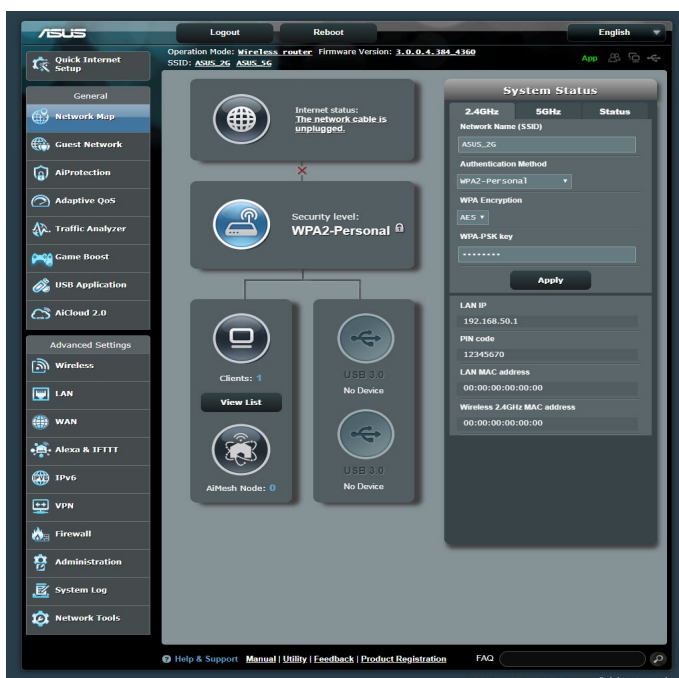 ASUS
Logout
Reboot
English
Quick Internet Setup
Operation Mode: Wireless router Firmware Version: 3.0.0.4.384_4360
SSID: ASUS_2G ASUS_5G
App
General
Network Map
Guest Network
AiProtection
Adaptive QoS
Traffic Analyzer
Game Boost
USB Application
AiCloud 2.0
Advanced Settings
Wireless
LAN
WAN
Alexa & IFTTT
IPv6
VPN
Firewall
Administration
System Log
Network Tools
Internet status:
The network cable is
unplugged.
Security level:
WPA2-Personal
Clients: 1
View List
AiMesh Node: 0
USB 3.0
No Device
USB 3.0
No Device
System Status
2.4GHz 5GHz Status
Network Name (SSID)
ASUS_2G
Authentication Method
WPA2-Personal
WPA Encryption
AES
WPA-PSK key
········
Apply
LAN IP
192.168.50.1
PIN code
12345670
LAN MAC address
00:00:00:00:00:00
Wireless 2.4GHz MAC address
00:00:00:00:00:00
Help & Support Manual | Utility | Feedback | Product Registration FAQ